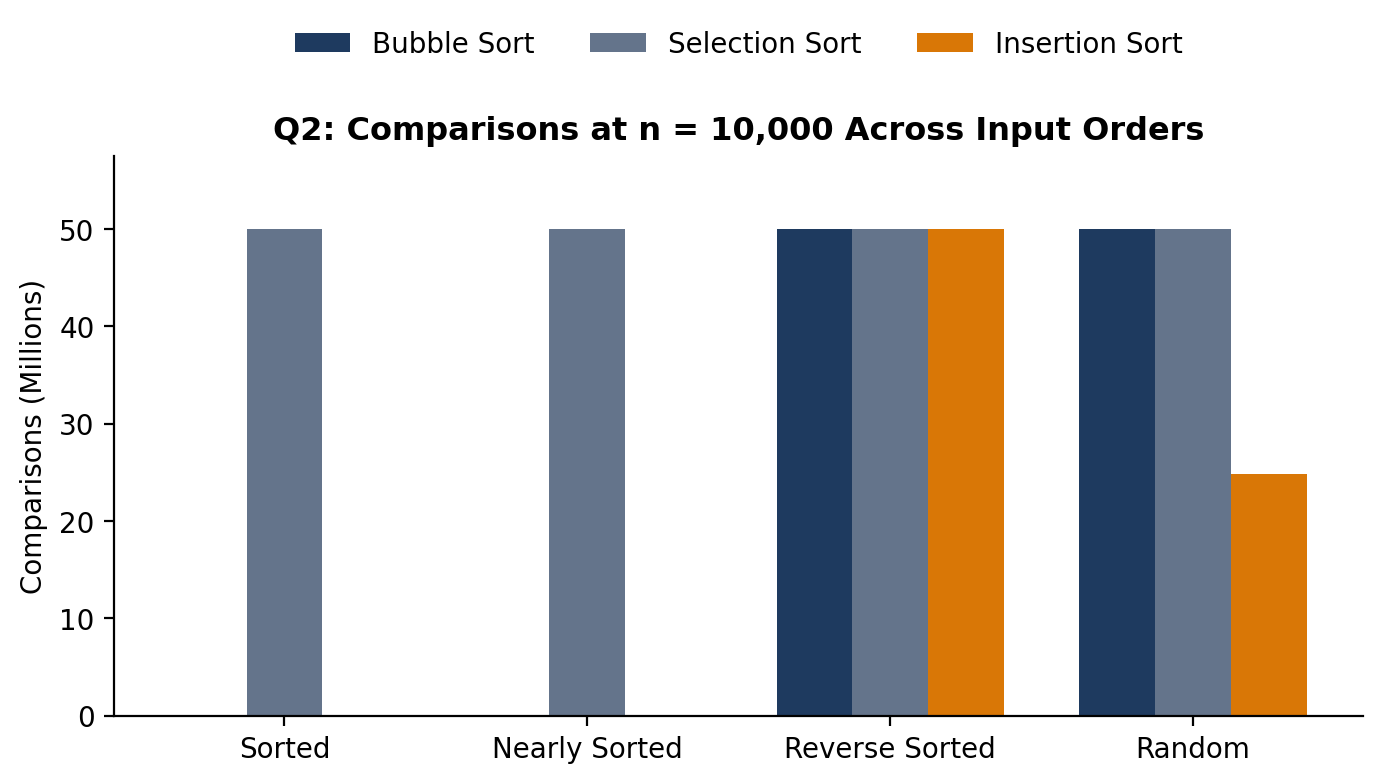 Bubble Sort Selection Sort Insertion Sort
Q2: Comparisons at n = 10,000 Across Input Orders
Comparisons (Millions)
50
40
30
20
10
0
Sorted Nearly Sorted Reverse Sorted Random